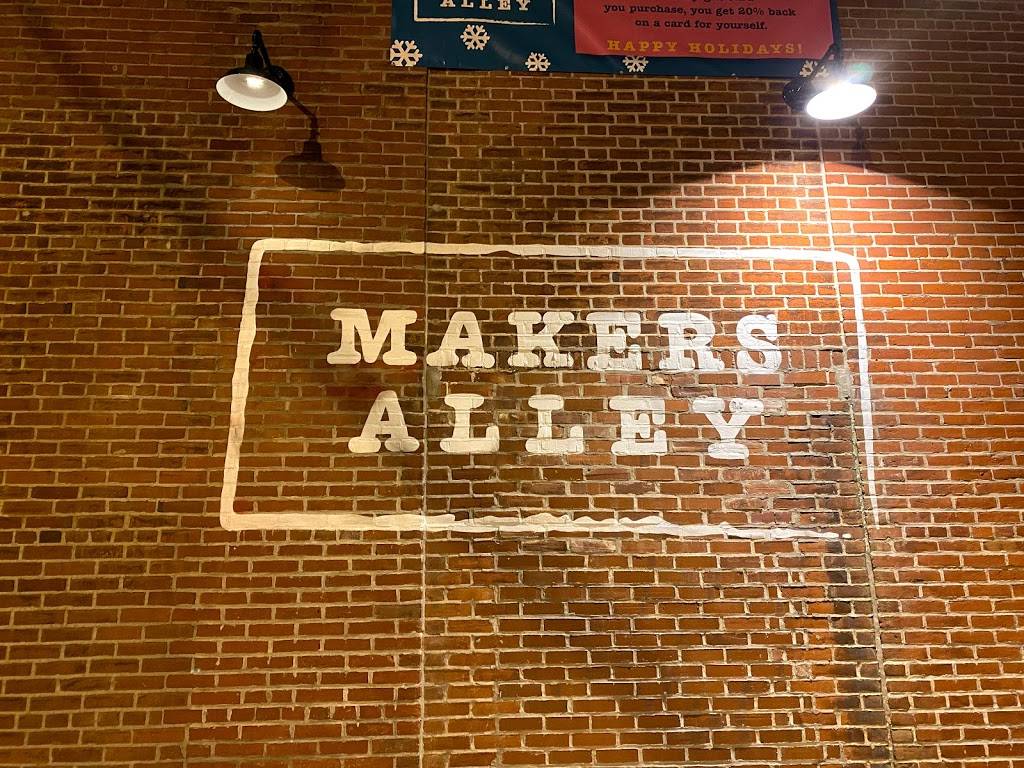 ALLEY
you purchase, you get 20% back
on a card for yourself.
HAPPY HOLIDAYS!
MAKERS
ALLEY